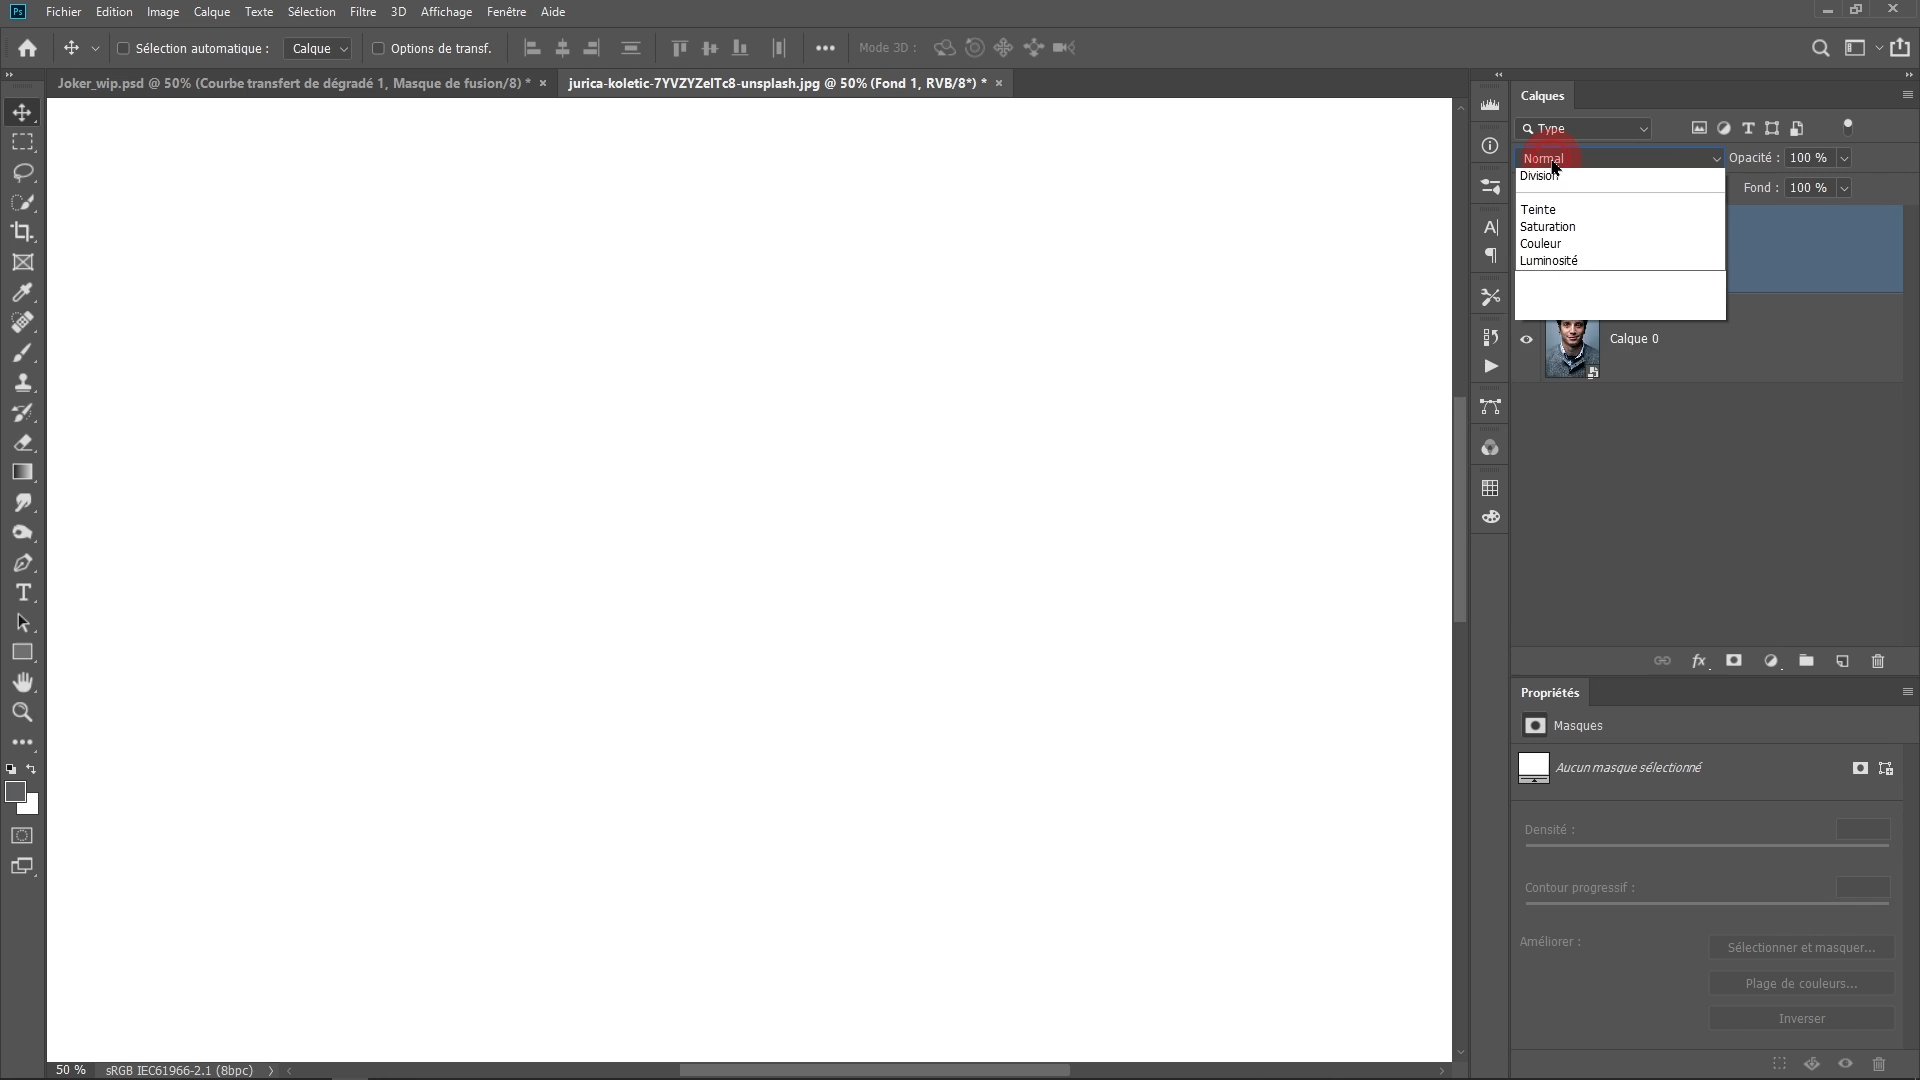 Ps Fichier Edition Image Calque Texte Sélection Filtre 3D Affichage Fenêtre Aide
Sélection automatique : Calque Options de transf. Mode 3D :
Joker_wip.psd @ 50% (Courbe transfert de dégradé 1, Masque de fusion/8) * × jurica-koletic-7YVZYZeITc8-unsplash.jpg @ 50% (Fond 1, RVB/8*) * ×
Calques
Type
Normal Opacité : 100 %
Division
Fond : 100 %
Teinte
Saturation
Couleur
Luminosité
Calque 0
fx
Propriétés
Masques
Aucun masque sélectionné
Densité :
Contour progressif :
Améliorer : Sélectionner et masquer...
Plage de couleurs...
Inverser
50 % sRGB IEC61966-2.1 (8bpc)